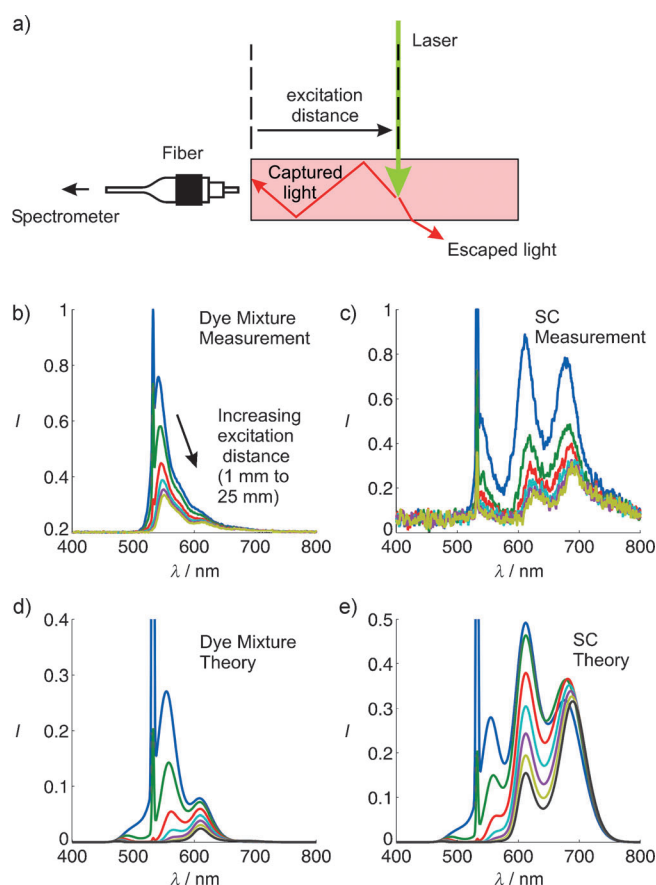 a)
Laser
excitation
distance
Fiber
Captured
light
Spectrometer
Escaped light
b)
1
Dye Mixture
Measurement
0.8
I
0.6
Increasing
excitation
distance
(1 mm to
25 mm)
0.4
0.2
400 500 600 700 800
λ / nm
c)
1
SC
Measurement
0.8
I
0.6
0.4
0.2
0
400 500 600 700 800
λ / nm
d)
0.4
Dye Mixture
Theory
0.3
I
0.2
0.1
0
400 500 600 700 800
λ / nm
e)
0.5
SC
Theory
0.4
I
0.3
0.2
0.1
0
400 500 600 700 800
λ / nm